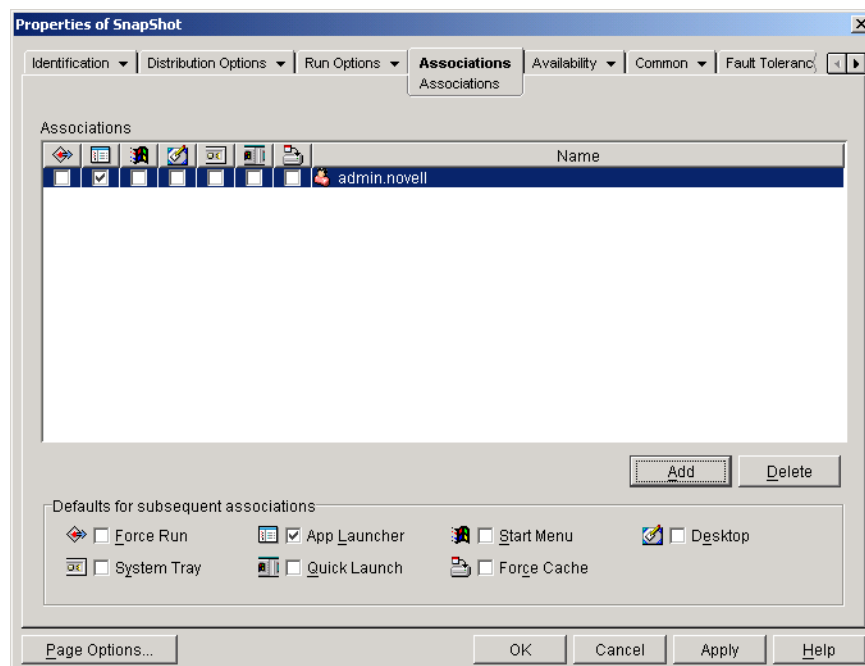 Properties of SnapShot
Identification
Distribution Options
Run Options
Associations
Availability
Common
Fault Toleranc
Associations
Associations
Name
admin.novell
Add
Delete
Defaults for subsequent associations
Force Run
App Launcher
Start Menu
Desktop
System Tray
Quick Launch
Force Cache
Page Options...
OK
Cancel
Apply
Help